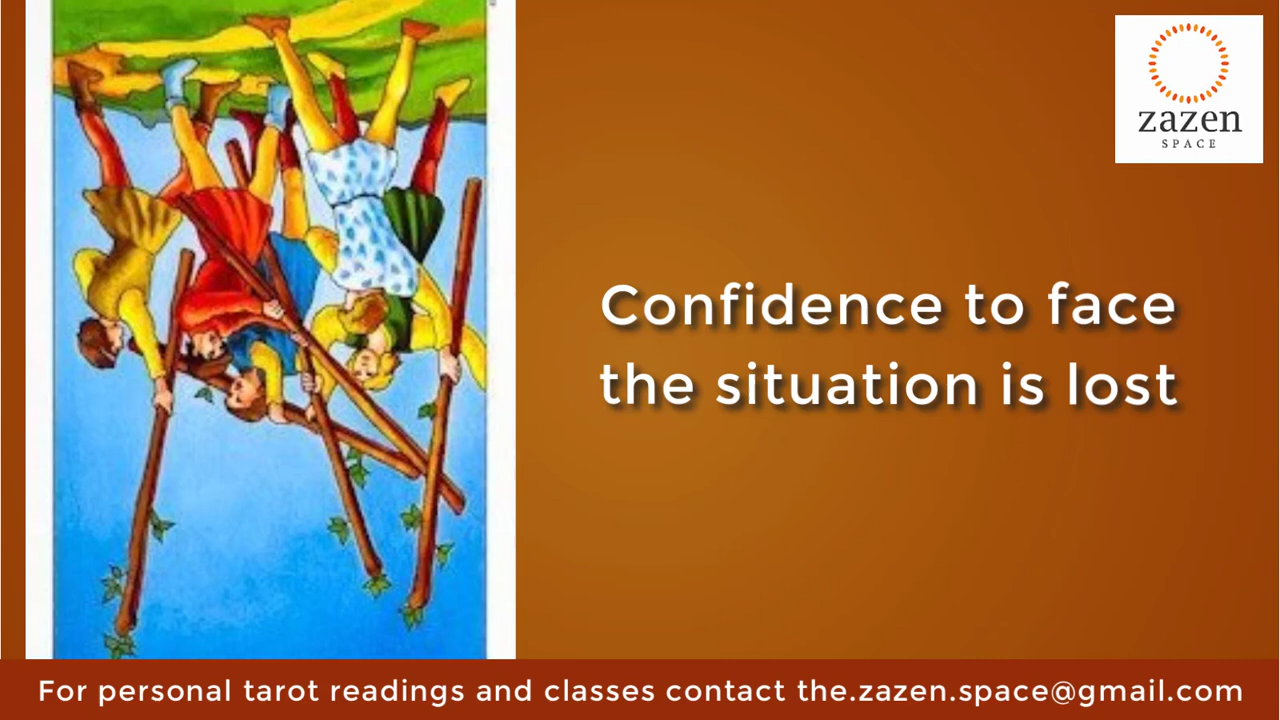 zazen
SPACE
Confidence to face
the situation is lost
For personal tarot readings and classes contact the.zazen.space@gmail.com